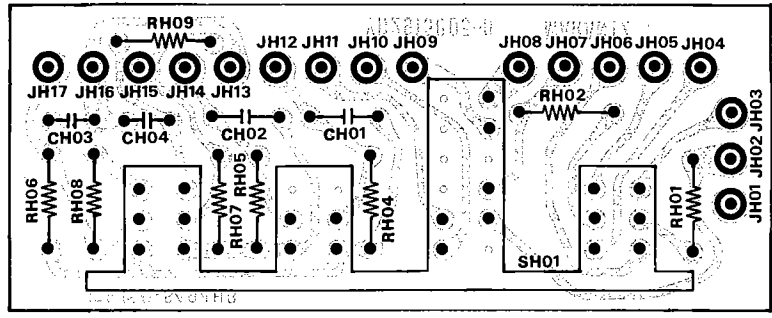 RH09
JH12 JH11 JH10 JH09
JH08 JH07 JH06 JH05 JH04
JH17 JH16 JH15 JH14 JH13
RH02
JH03
CH03 CH04 CH02 CH01
JH02
RH06 RH08 RH07 RH05 RH04
RH01 JH01
SH01